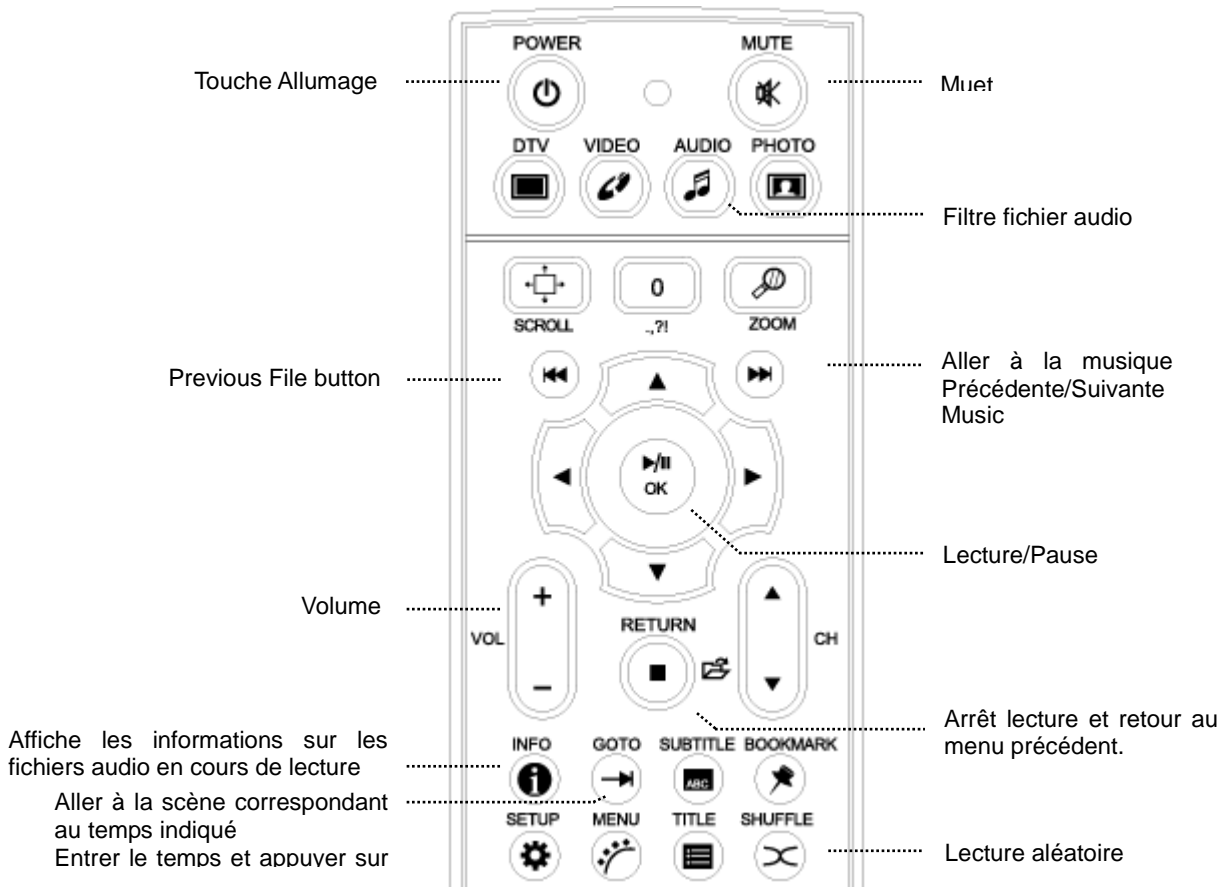 POWER
MUTE
Touche Allumage
Muet
DTV
VIDEO
AUDIO
PHOTO
Filtre fichier audio
0
SCROLL
.,?!
ZOOM
Previous File button
Aller à la musique
Précédente/Suivante
Music
OK
Lecture/Pause
Volume
VOL
RETURN
CH
Arrêt lecture et retour au
menu précédent.
Affiche les informations sur les
fichiers audio en cours de lecture
INFO
GOTO
SUBTITLE
BOOKMARK
ABC
Aller à la scène correspondant
au temps indiqué
Entrer le temps et appuyer sur
SETUP
MENU
TITLE
SHUFFLE
Lecture aléatoire